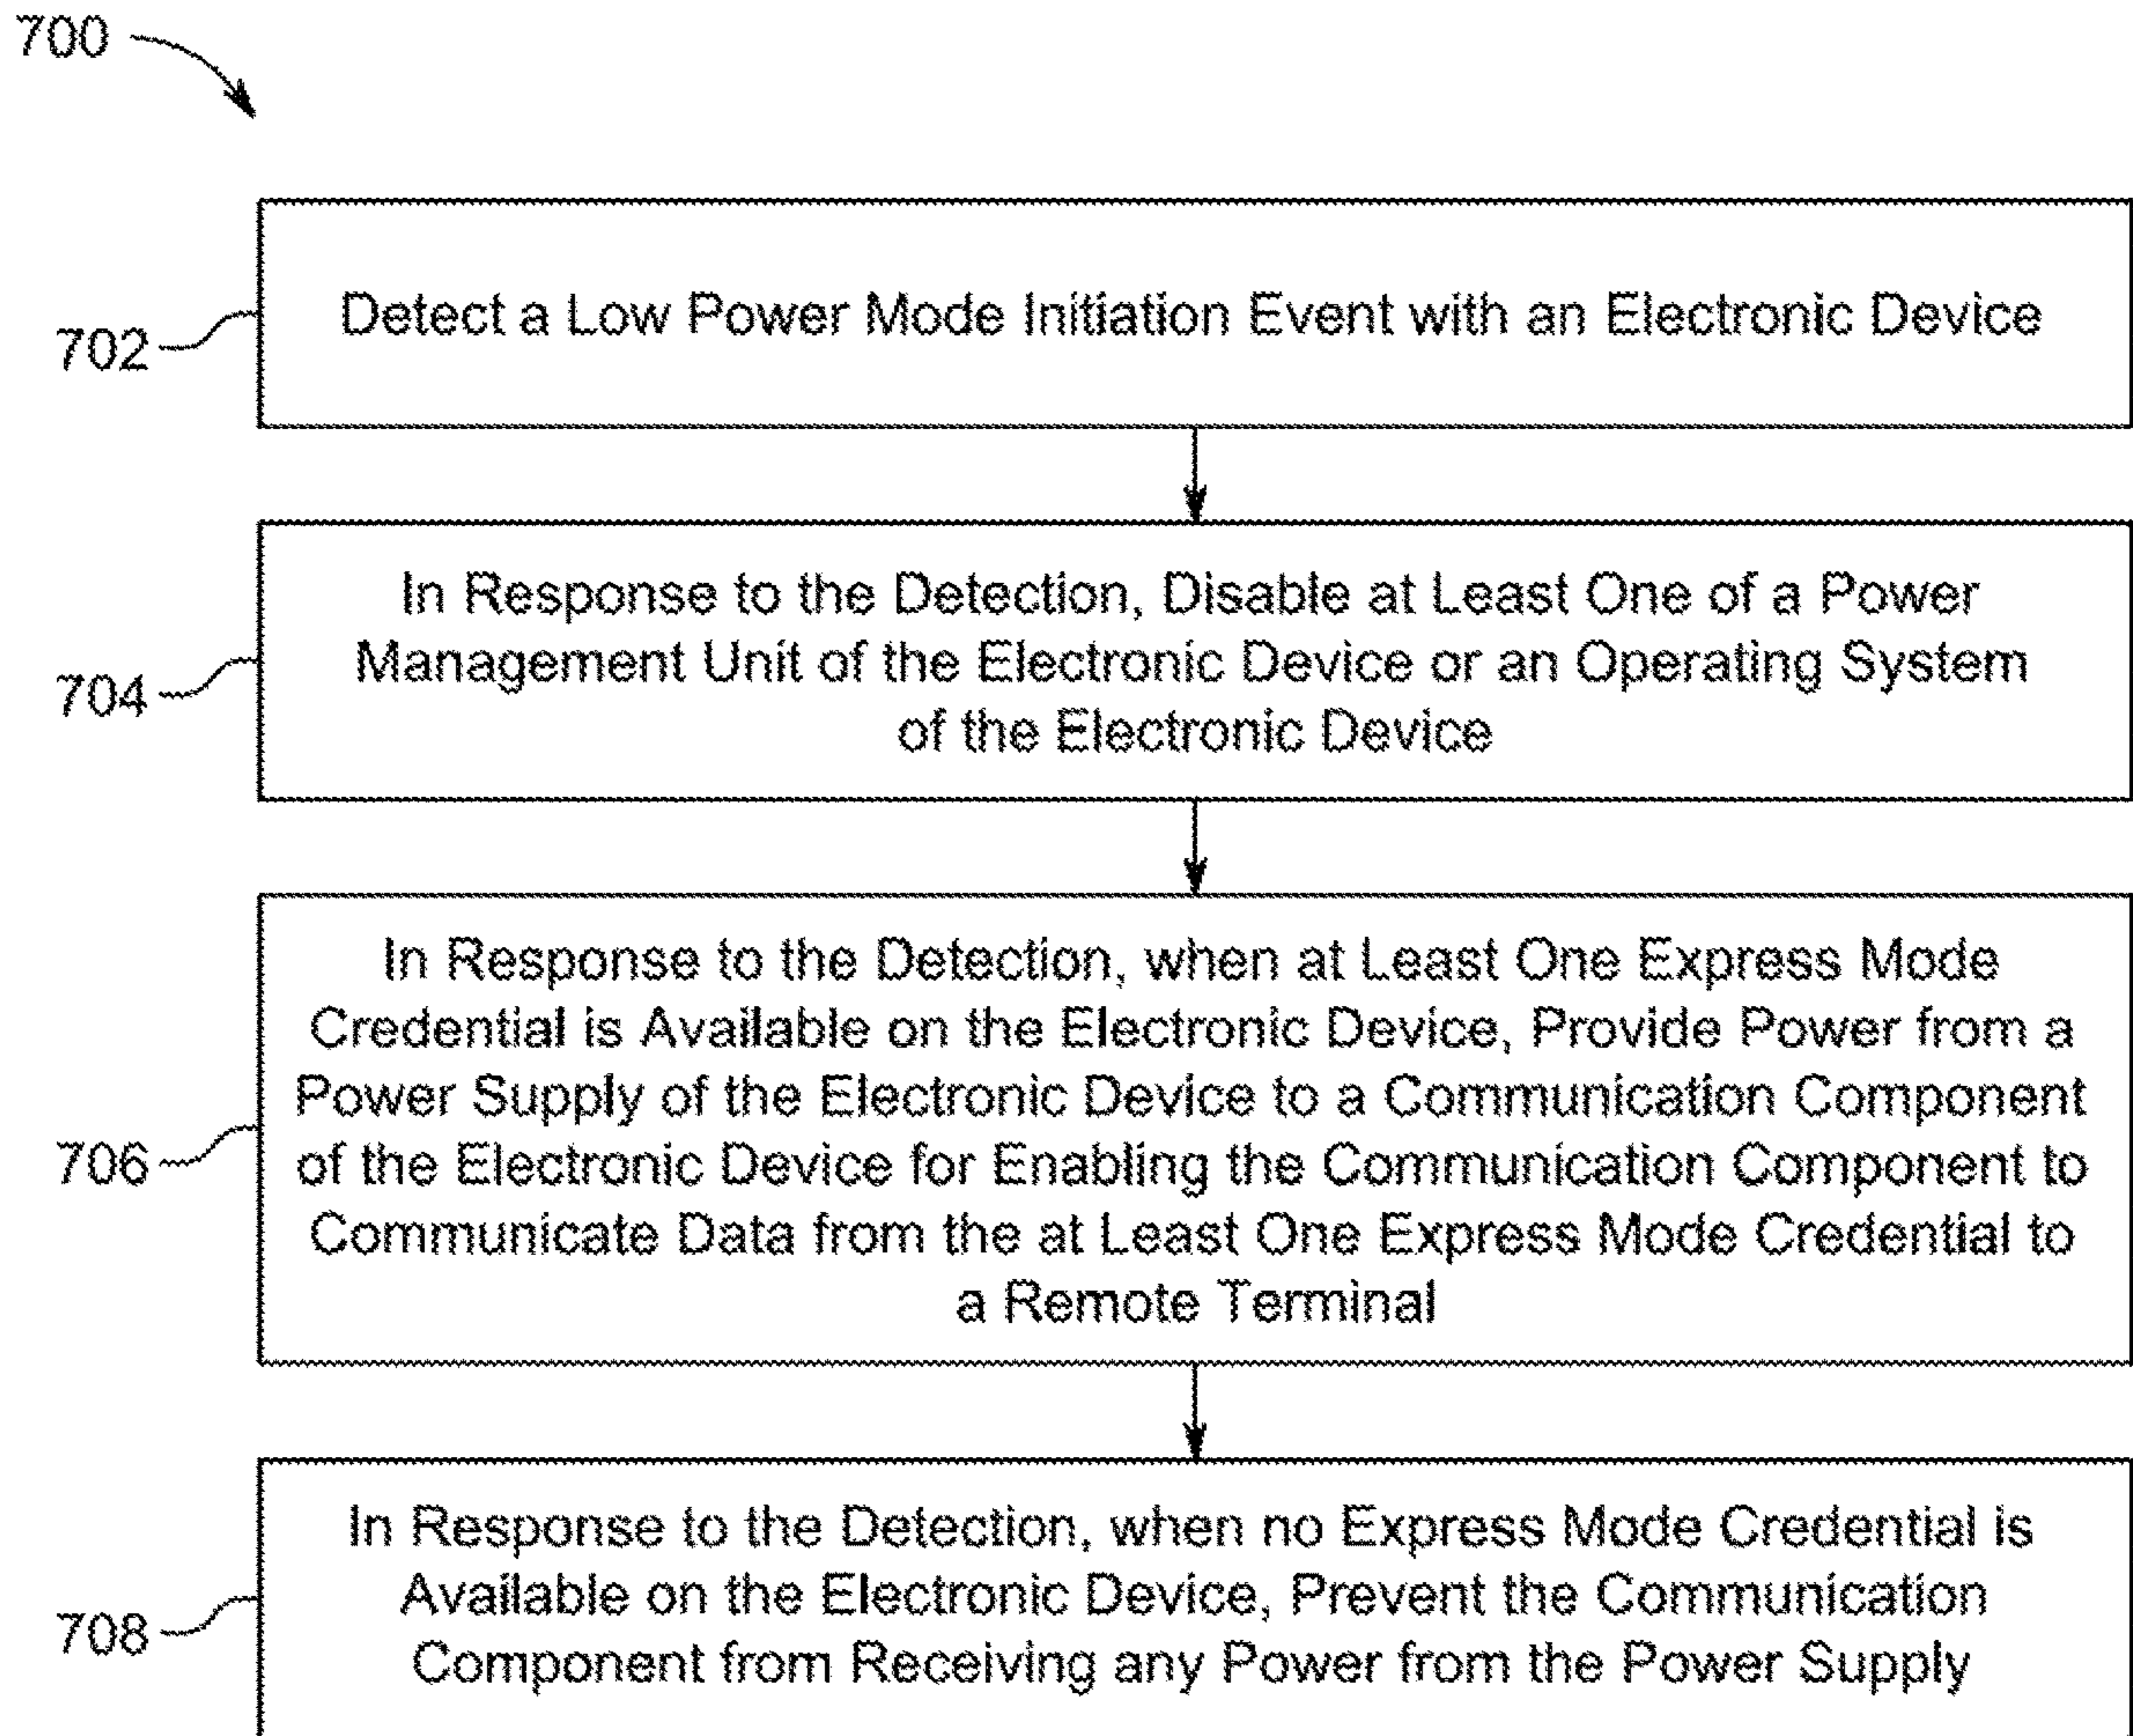 700
702
Detect a Low Power Mode Initiation Event with an Electronic Device
704
In Response to the Detection, Disable at Least One of a Power
Management Unit of the Electronic Device or an Operating System
of the Electronic Device
706
In Response to the Detection, when at Least One Express Mode
Credential is Available on the Electronic Device, Provide Power from a
Power Supply of the Electronic Device to a Communication Component
of the Electronic Device for Enabling the Communication Component to
Communicate Data from the at Least One Express Mode Credential to
a Remote Terminal
708
In Response to the Detection, when no Express Mode Credential is
Available on the Electronic Device, Prevent the Communication
Component from Receiving any Power from the Power Supply